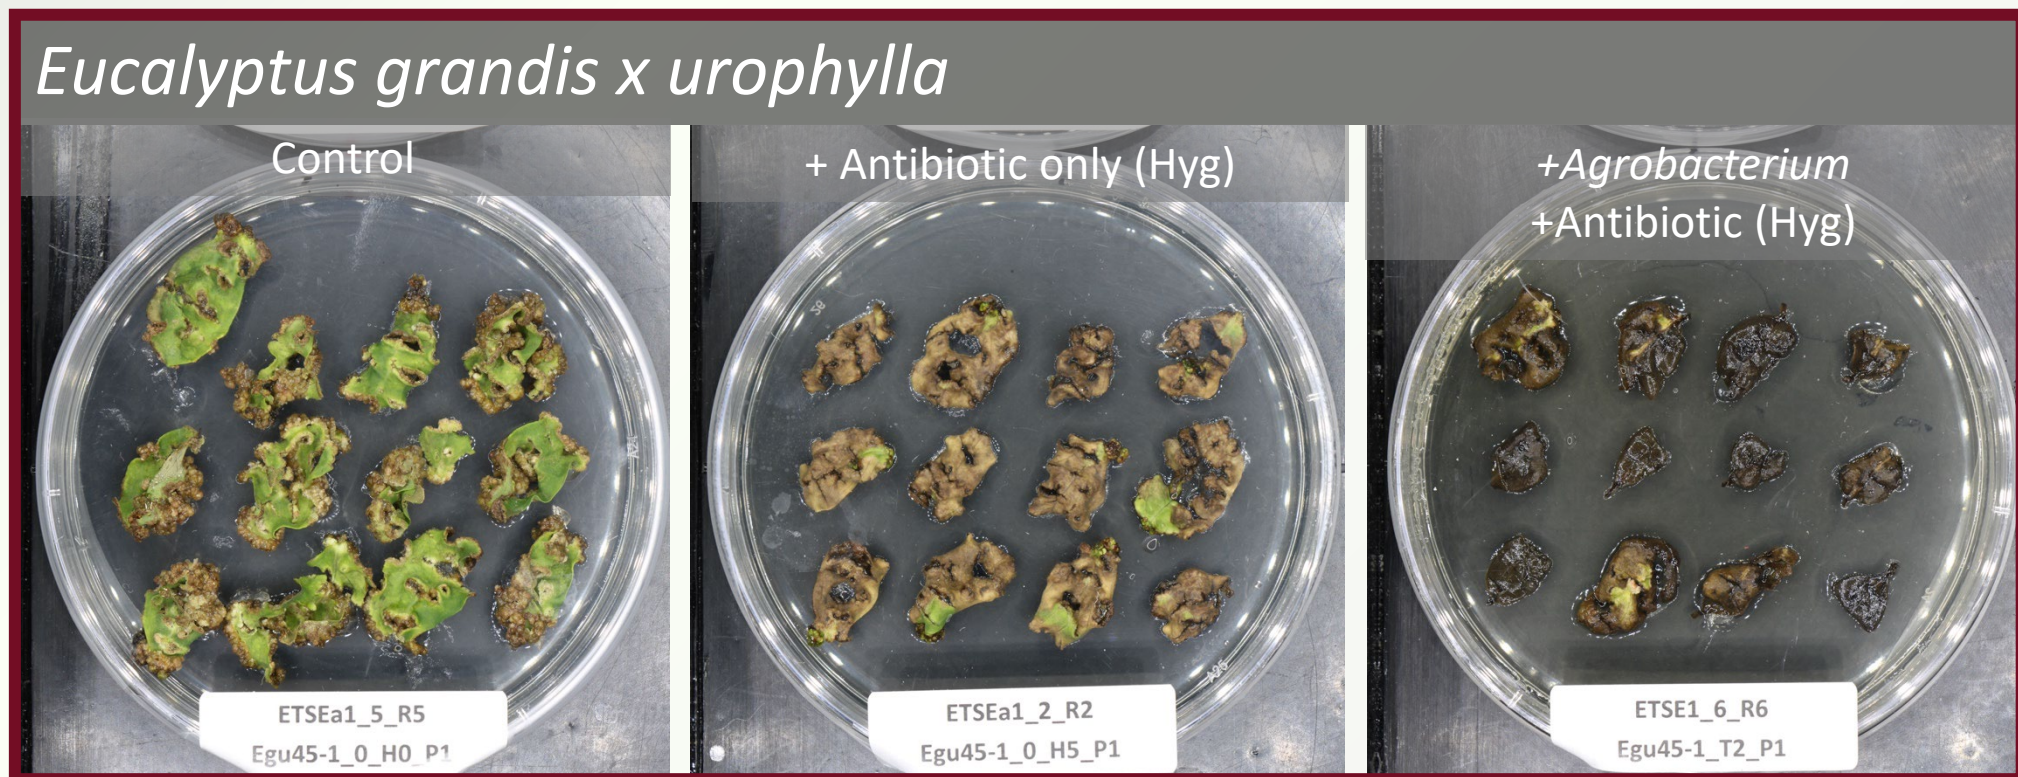 Eucalyptus grandis x urophylla
Control
+ Antibiotic only (Hyg)
+Agrobacterium
+Antibiotic (Hyg)
ETSEa1_5_R5
Egu45-1_0_H0_P1
ETSEa1_2_R2
Egu45-1_0_H5_P1
ETSE1_6_R6
Egu45-1_T2_P1